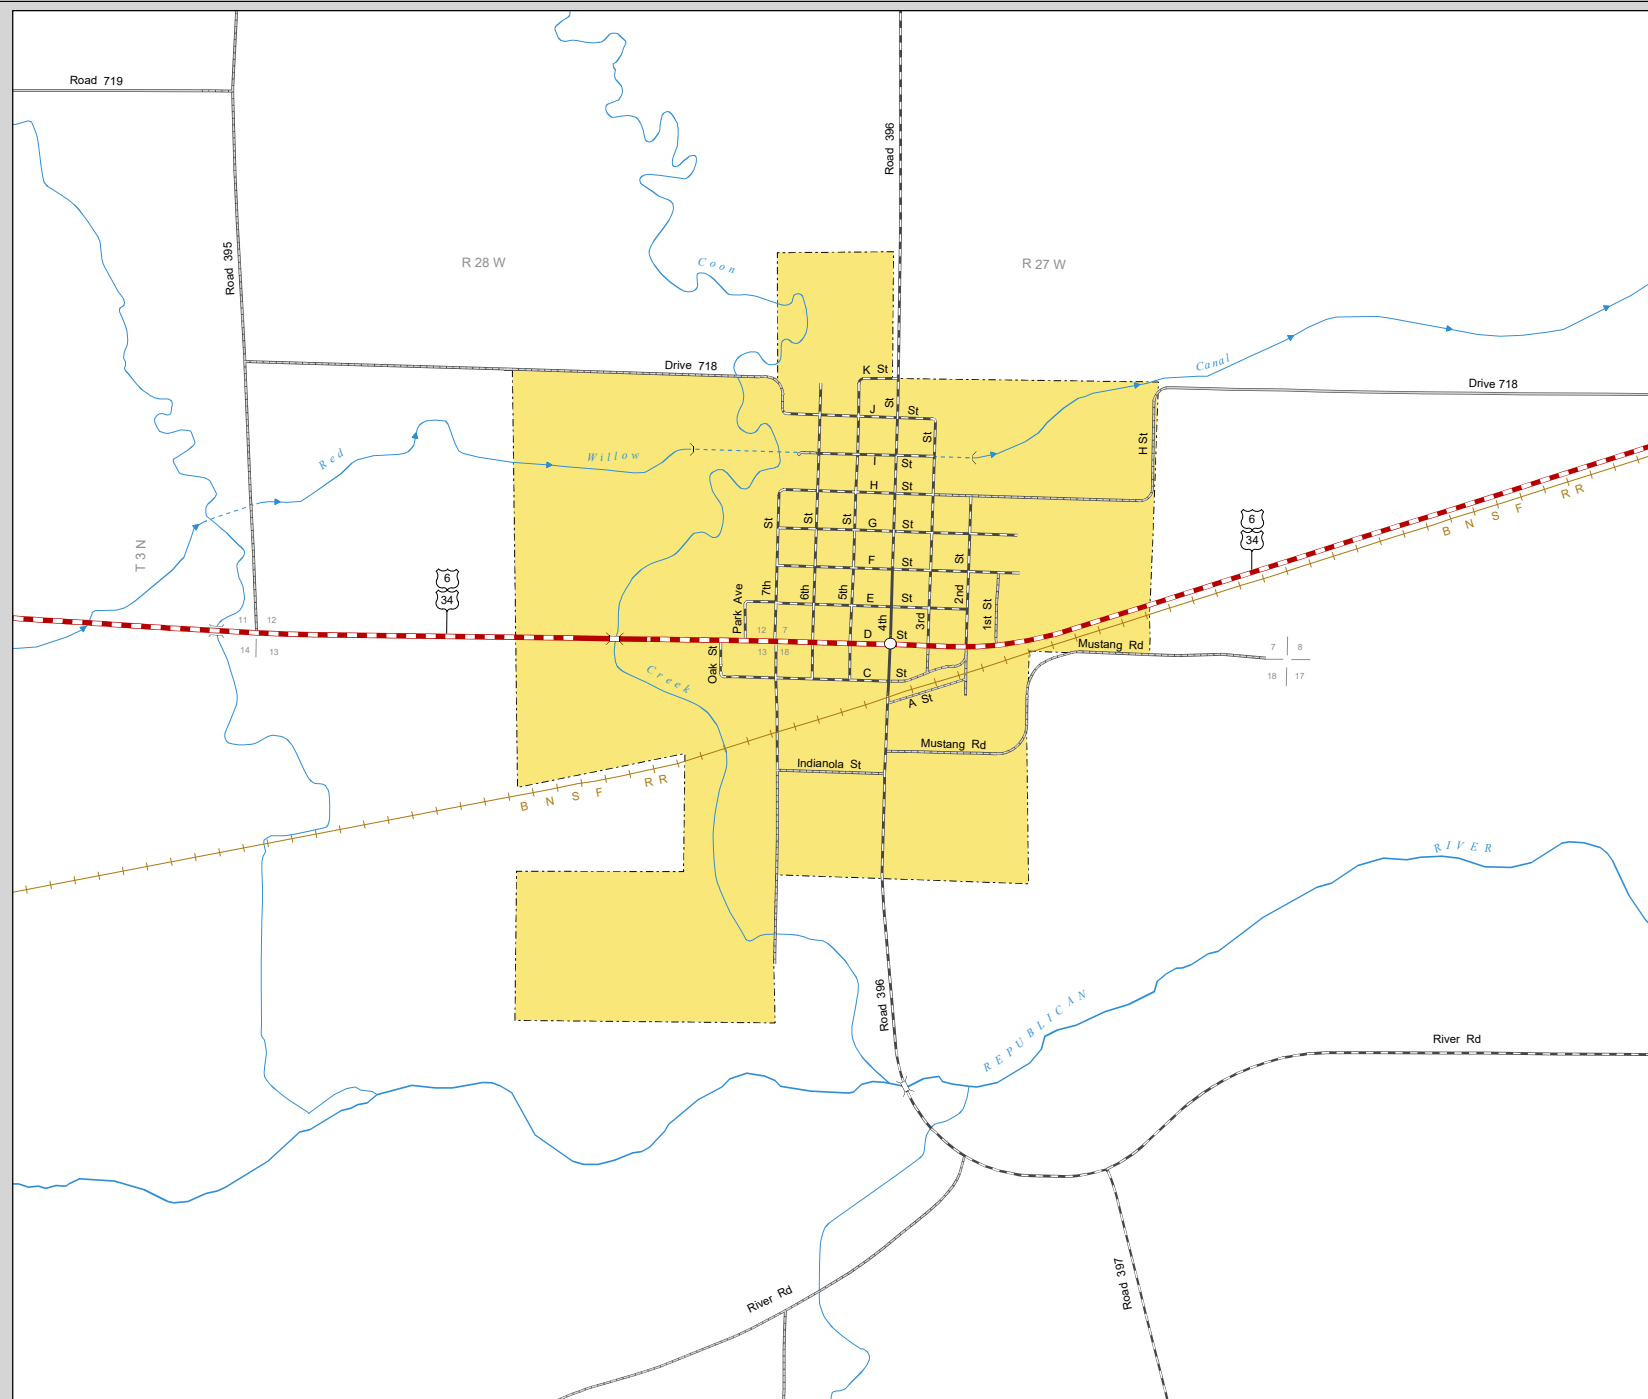 Road 719
Road 396
Road 395
R 28 W
Coon
R 27 W
Drive 718
K St
Canal
Drive 718
St
J St
St
H St
Red
Willow
I St
H St
St
St
St
G St
6
34
BNSF RR
T 3 N
F St
St
6
34
Park Ave
7th
6th
5th
E St
4th
3rd
2nd
1st St
11 12
14 13
12 7
13 18
D St
Oak St
Mustang Rd
7 8
18 17
Creek
C St
A St
Mustang Rd
Indianola St
BNSF RR
RIVER
Road 396
REPUBLICAN
River Rd
River Rd
Road 397